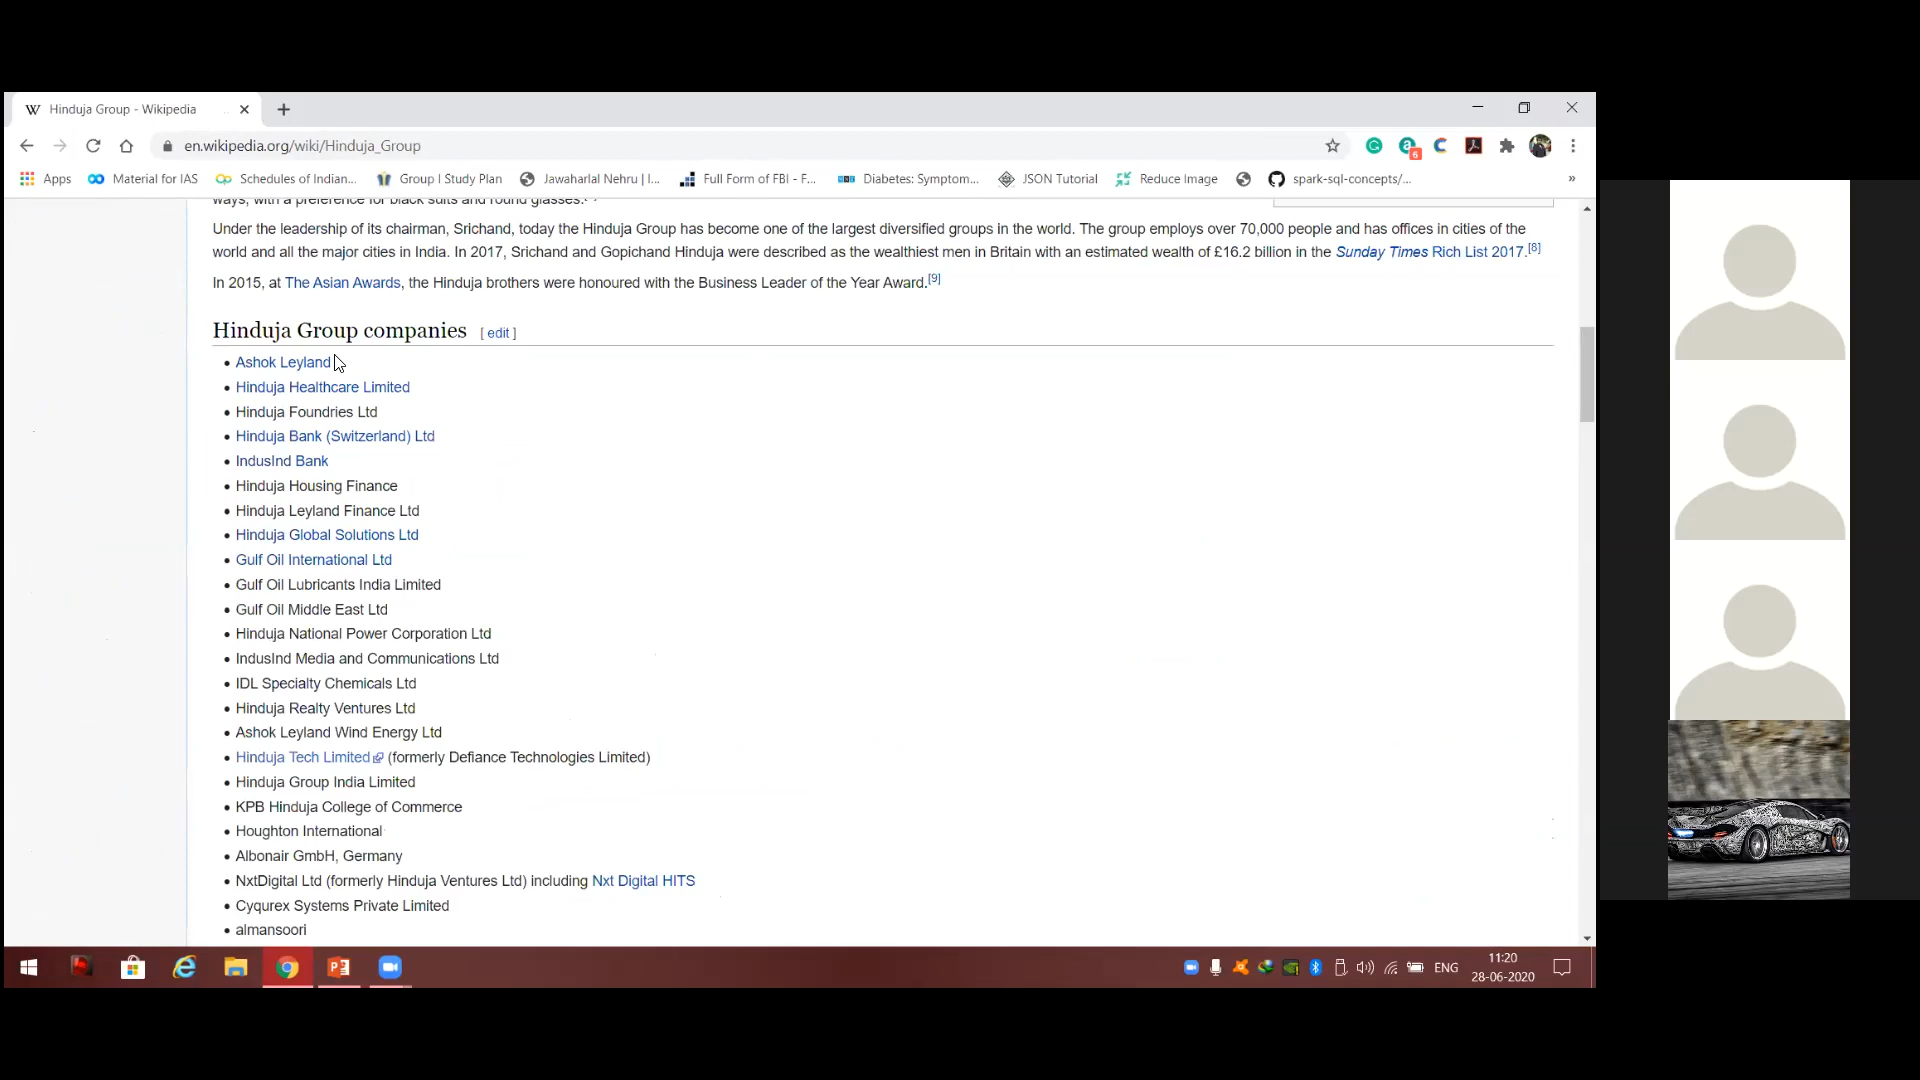 Hinduja Group - Wikipedia
en.wikipedia.org/wiki/Hinduja_Group
6
Apps Material for IAS Schedules of Indian... Group I Study Plan Jawaharlal Nehru | I... Full Form of FBI - F... Diabetes: Symptom... JSON Tutorial Reduce Image spark-sql-concepts/... »
ways, with a preference for black suits and round glasses.
Under the leadership of its chairman, Srichand, today the Hinduja Group has become one of the largest diversified groups in the world. The group employs over 70,000 people and has offices in cities of the
world and all the major cities in India. In 2017, Srichand and Gopichand Hinduja were described as the wealthiest men in Britain with an estimated wealth of £16.2 billion in the Sunday Times Rich List 2017.[8]
In 2015, at The Asian Awards, the Hinduja brothers were honoured with the Business Leader of the Year Award.[9]
Hinduja Group companies [ edit ]
• Ashok Leyland
• Hinduja Healthcare Limited
• Hinduja Foundries Ltd
• Hinduja Bank (Switzerland) Ltd
• IndusInd Bank
• Hinduja Housing Finance
• Hinduja Leyland Finance Ltd
• Hinduja Global Solutions Ltd
• Gulf Oil International Ltd
• Gulf Oil Lubricants India Limited
• Gulf Oil Middle East Ltd
• Hinduja National Power Corporation Ltd
• IndusInd Media and Communications Ltd
• IDL Specialty Chemicals Ltd
• Hinduja Realty Ventures Ltd
• Ashok Leyland Wind Energy Ltd
• Hinduja Tech Limited (formerly Defiance Technologies Limited)
• Hinduja Group India Limited
• KPB Hinduja College of Commerce
• Houghton International
• Albonair GmbH, Germany
• NxtDigital Ltd (formerly Hinduja Ventures Ltd) including Nxt Digital HITS
• Cyqurex Systems Private Limited
• almansoori
ENG
11:20
28-06-2020